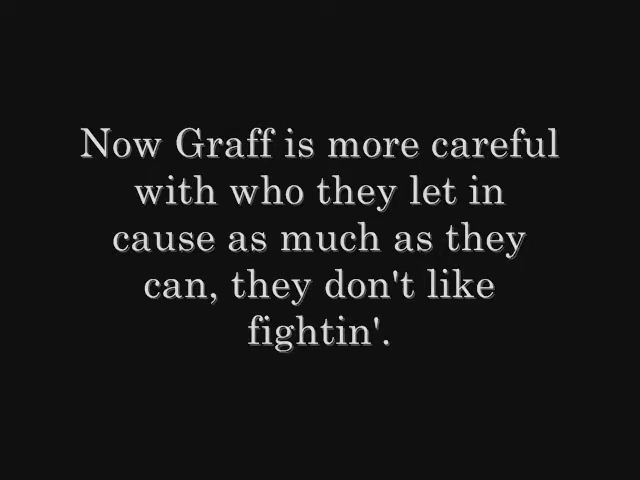 Now Graff is more careful
with who they let in
cause as much as they
can, they don't like
fightin'.